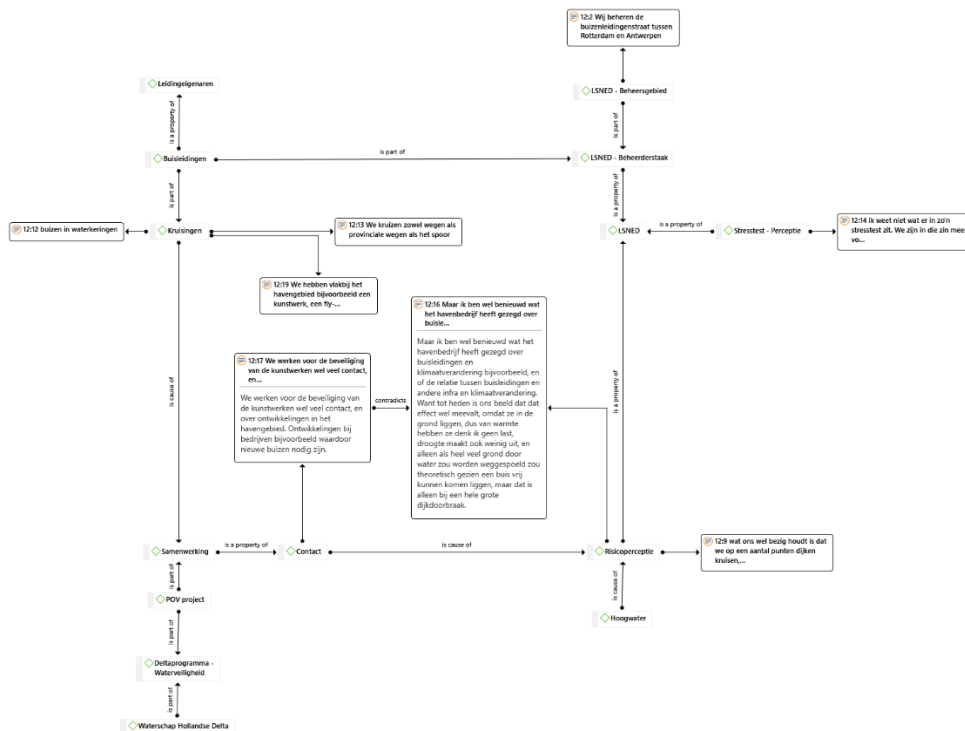 12:2 Wij beheren de
buizenleidingenstraat tussen
Rotterdam en Antwerpen
Leidingeigenaren
LSNED - Beheersgebied
is a property of
is part of
Buisleidingen
is part of
LSNED - Beheerderstaak
is part of
is a property of
12:12 buizen in waterkeringen
Kruisingen
12:13 We kruizen zowel wegen als
provinciale wegen als het spoor
LSNED
is a property of
Stresstest - Perceptie
12:14 ik weet niet wat er in zo'n
stresstest zit. We zijn in die zin mee
vo...
12:19 We hebben vlakbij het
havengebied bijvoorbeeld een
kunstwerk, een fly-...
12:16 Maar ik ben wel benieuwd wat
het havenbedrijf heeft gezegd over
buisle...
Maar ik ben wel benieuwd wat het
havenbedrijf heeft gezegd over
buisleidingen en
klimaatverandering bijvoorbeeld, en
of de relatie tussen buisleidingen en
andere infra en klimaatverandering.
Want tot heden is ons beeld dat dat
effect wel meevalt, omdat ze in de
grond liggen, dus van warmte
hebben ze denk ik geen last,
droogte maakt ook weinig uit, en
alleen als heel veel grond door
water zou worden weggespoeld zou
theoretisch gezien een buis vrij
kunnen komen liggen, maar dat is
alleen bij een hele grote
dijkdoorbraak.
12:17 We werken voor de beveiliging
van de kunstwerken wel veel contact,
en...
We werken voor de beveiliging
van de kunstwerken wel veel contact, en
over ontwikkelingen in het
havengebied. Ontwikkelingen bij
bedrijven bijvoorbeeld waardoor
nieuwe buizen nodig zijn.
contradicts
is cause of
is a property of
Samenwerking
is a property of
Contact
is cause of
Risicoperceptie
12:9 wat ons wel bezig houdt is dat
we op een aantal punten dijken
kruisen,...
is part of
POV project
is cause of
Hoogwater
is part of
Deltaprogramma -
Waterveiligheid
is part of
Waterschap Hollandse Delta